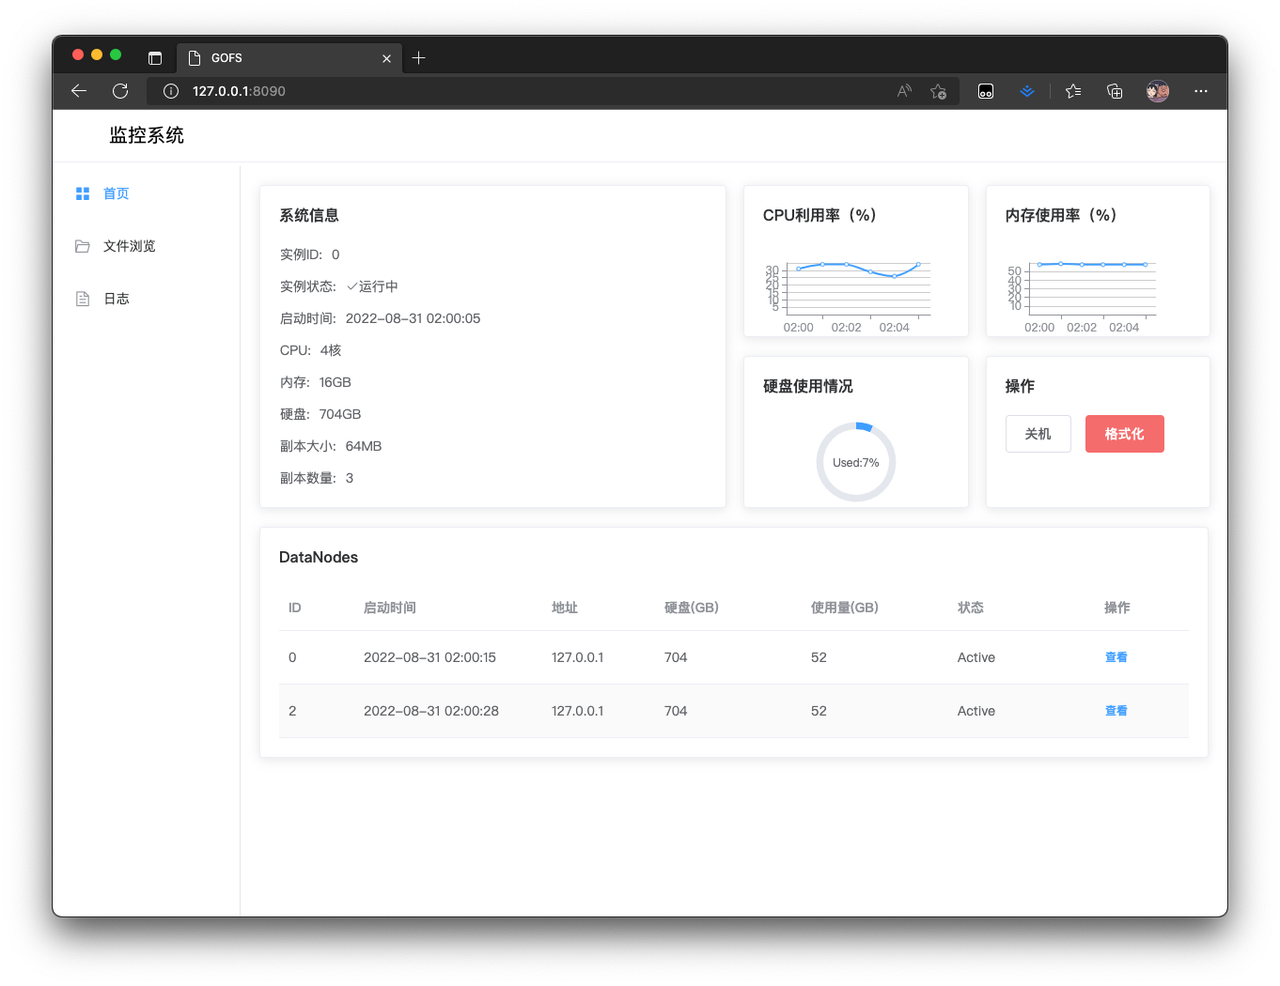 GOFS
127.0.0.1:8090
监控系统
首页
文件浏览
日志
系统信息
实例ID: 0
实例状态: 运行中
启动时间: 2022-08-31 02:00:05
CPU: 4核
内存: 16GB
硬盘: 704GB
副本大小: 64MB
副本数量: 3
CPU利用率（%）
30
25
20
15
10
5
02:00 02:02 02:04
内存使用率（%）
50
40
30
20
10
02:00 02:02 02:04
硬盘使用情况
Used:7%
操作
关机 格式化
DataNodes
ID 启动时间 地址 硬盘(GB) 使用量(GB) 状态 操作
0 2022-08-31 02:00:15 127.0.0.1 704 52 Active 查看
2 2022-08-31 02:00:28 127.0.0.1 704 52 Active 查看